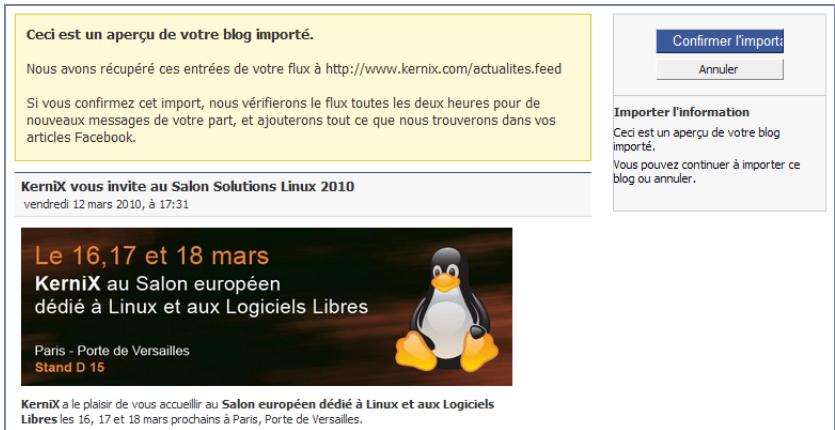 Ceci est un aperçu de votre blog importé.
Nous avons récupéré ces entrées de votre flux à http://www.kernix.com/actualites.feed
Si vous confirmez cet import, nous vérifierons le flux toutes les deux heures pour de
nouveaux messages de votre part, et ajouterons tout ce que nous trouverons dans vos
articles Facebook.
KerniX vous invite au Salon Solutions Linux 2010
vendredi 12 mars 2010, à 17:31
Le 16,17 et 18 mars
KerniX au Salon européen
dédié à Linux et aux Logiciels Libres
Paris - Porte de Versailles
Stand D 15
KerniX a le plaisir de vous accueillir au Salon européen dédié à Linux et aux Logiciels
Libres les 16, 17 et 18 mars prochains à Paris, Porte de Versailles.
Confirmer l'importa
Annuler
Importer l'information
Ceci est un aperçu de votre blog
importé.
Vous pouvez continuer à importer ce
blog ou annuler.